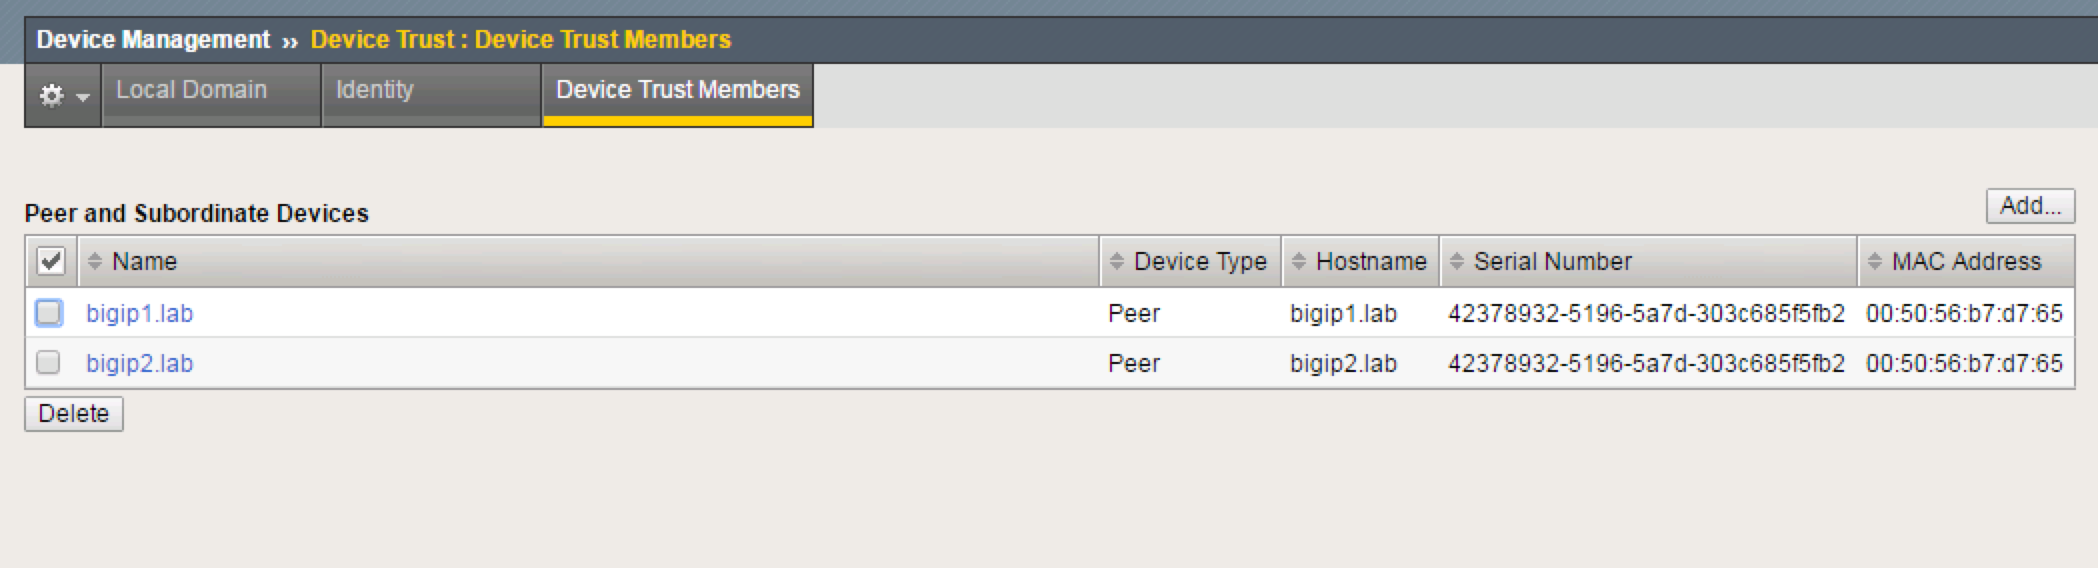 Device Management ›› Device Trust : Device Trust Members
Local Domain Identity Device Trust Members
Peer and Subordinate Devices Add...
Name Device Type Hostname Serial Number MAC Address
bigip1.lab Peer bigip1.lab 42378932-5196-5a7d-303c685f5fb2 00:50:56:b7:d7:65
bigip2.lab Peer bigip2.lab 42378932-5196-5a7d-303c685f5fb2 00:50:56:b7:d7:65
Delete